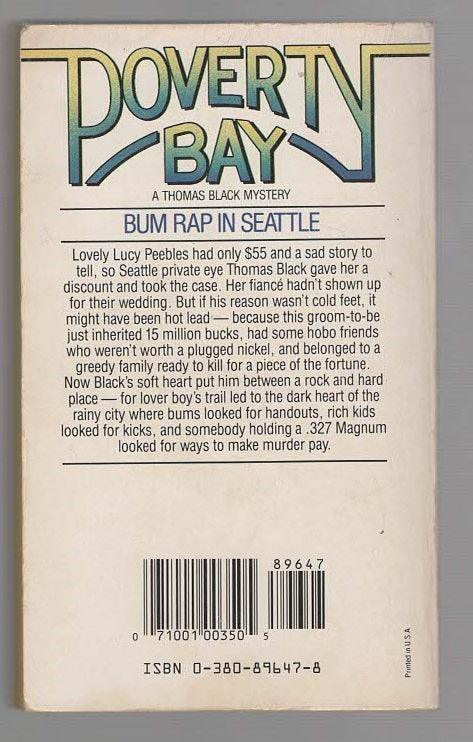 POVERTY
BAY
A THOMAS BLACK MYSTERY
BUM RAP IN SEATTLE
Lovely Lucy Peebles had only $55 and a sad story to
tell, so Seattle private eye Thomas Black gave her a
discount and took the case. Her fiancé hadn't shown up
for their wedding. But if his reason wasn't cold feet, it
might have been hot lead — because this groom-to-be
just inherited 15 million bucks, had some hobo friends
who weren't worth a plugged nickel, and belonged to a
greedy family ready to kill for a piece of the fortune.
Now Black's soft heart put him between a rock and hard
place — for lover boy's trail led to the dark heart of the
rainy city where bums looked for handouts, rich kids
looked for kicks, and somebody holding a .327 Magnum
looked for ways to make murder pay.
89647
0 71001 00350 5
ISBN 0-380-89647-8
Printed in U.S.A.